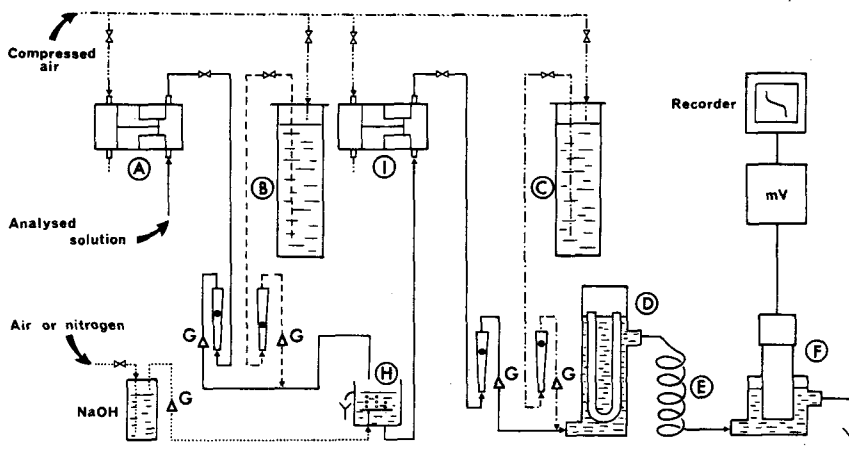 Compressed
air
Recorder
A
B
I
C
mV
Analysed
solution
Air or nitrogen
G
G
H
G
G
D
E
F
NaOH
G